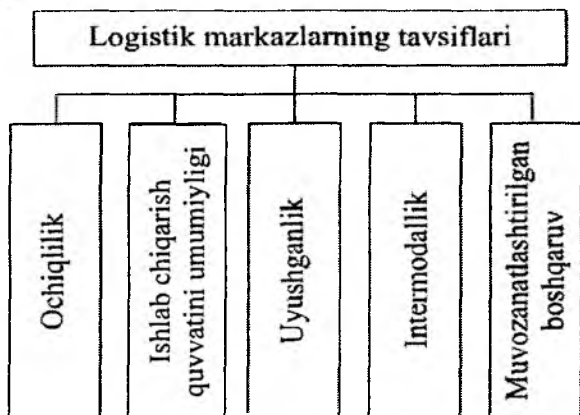 Logistik markazlarning tavsiflari
Ochiqlilik
Ishlab chiqarish
quvvatini umumiyligi
Uyushganlik
Intermodallik
Muvozanatlashtirilgan
boshqaruv